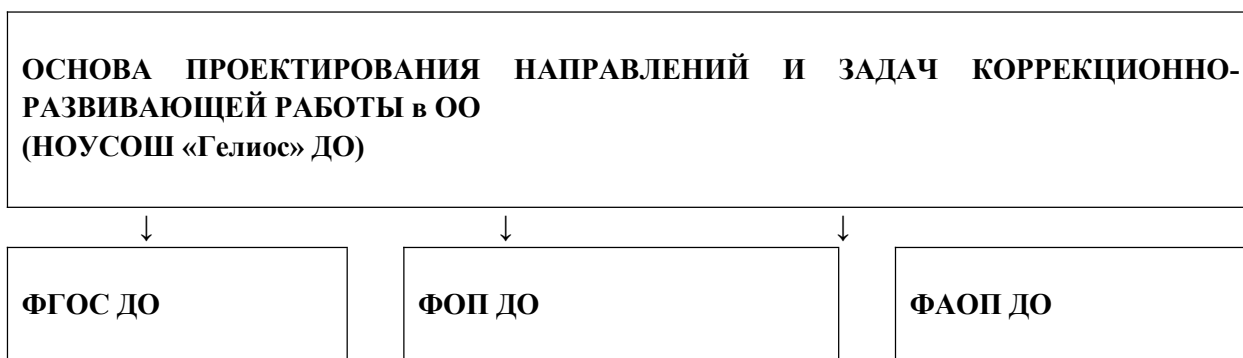 ОСНОВА ПРОЕКТИРОВАНИЯ НАПРАВЛЕНИЙ И ЗАДАЧ КОРРЕКЦИОННО-
РАЗВИВАЮЩЕЙ РАБОТЫ в ОО
(НОУСОШ «Гелиос» ДО)
↓ ↓ ↓
ФГОС ДО ФОП ДО ФАОП ДО